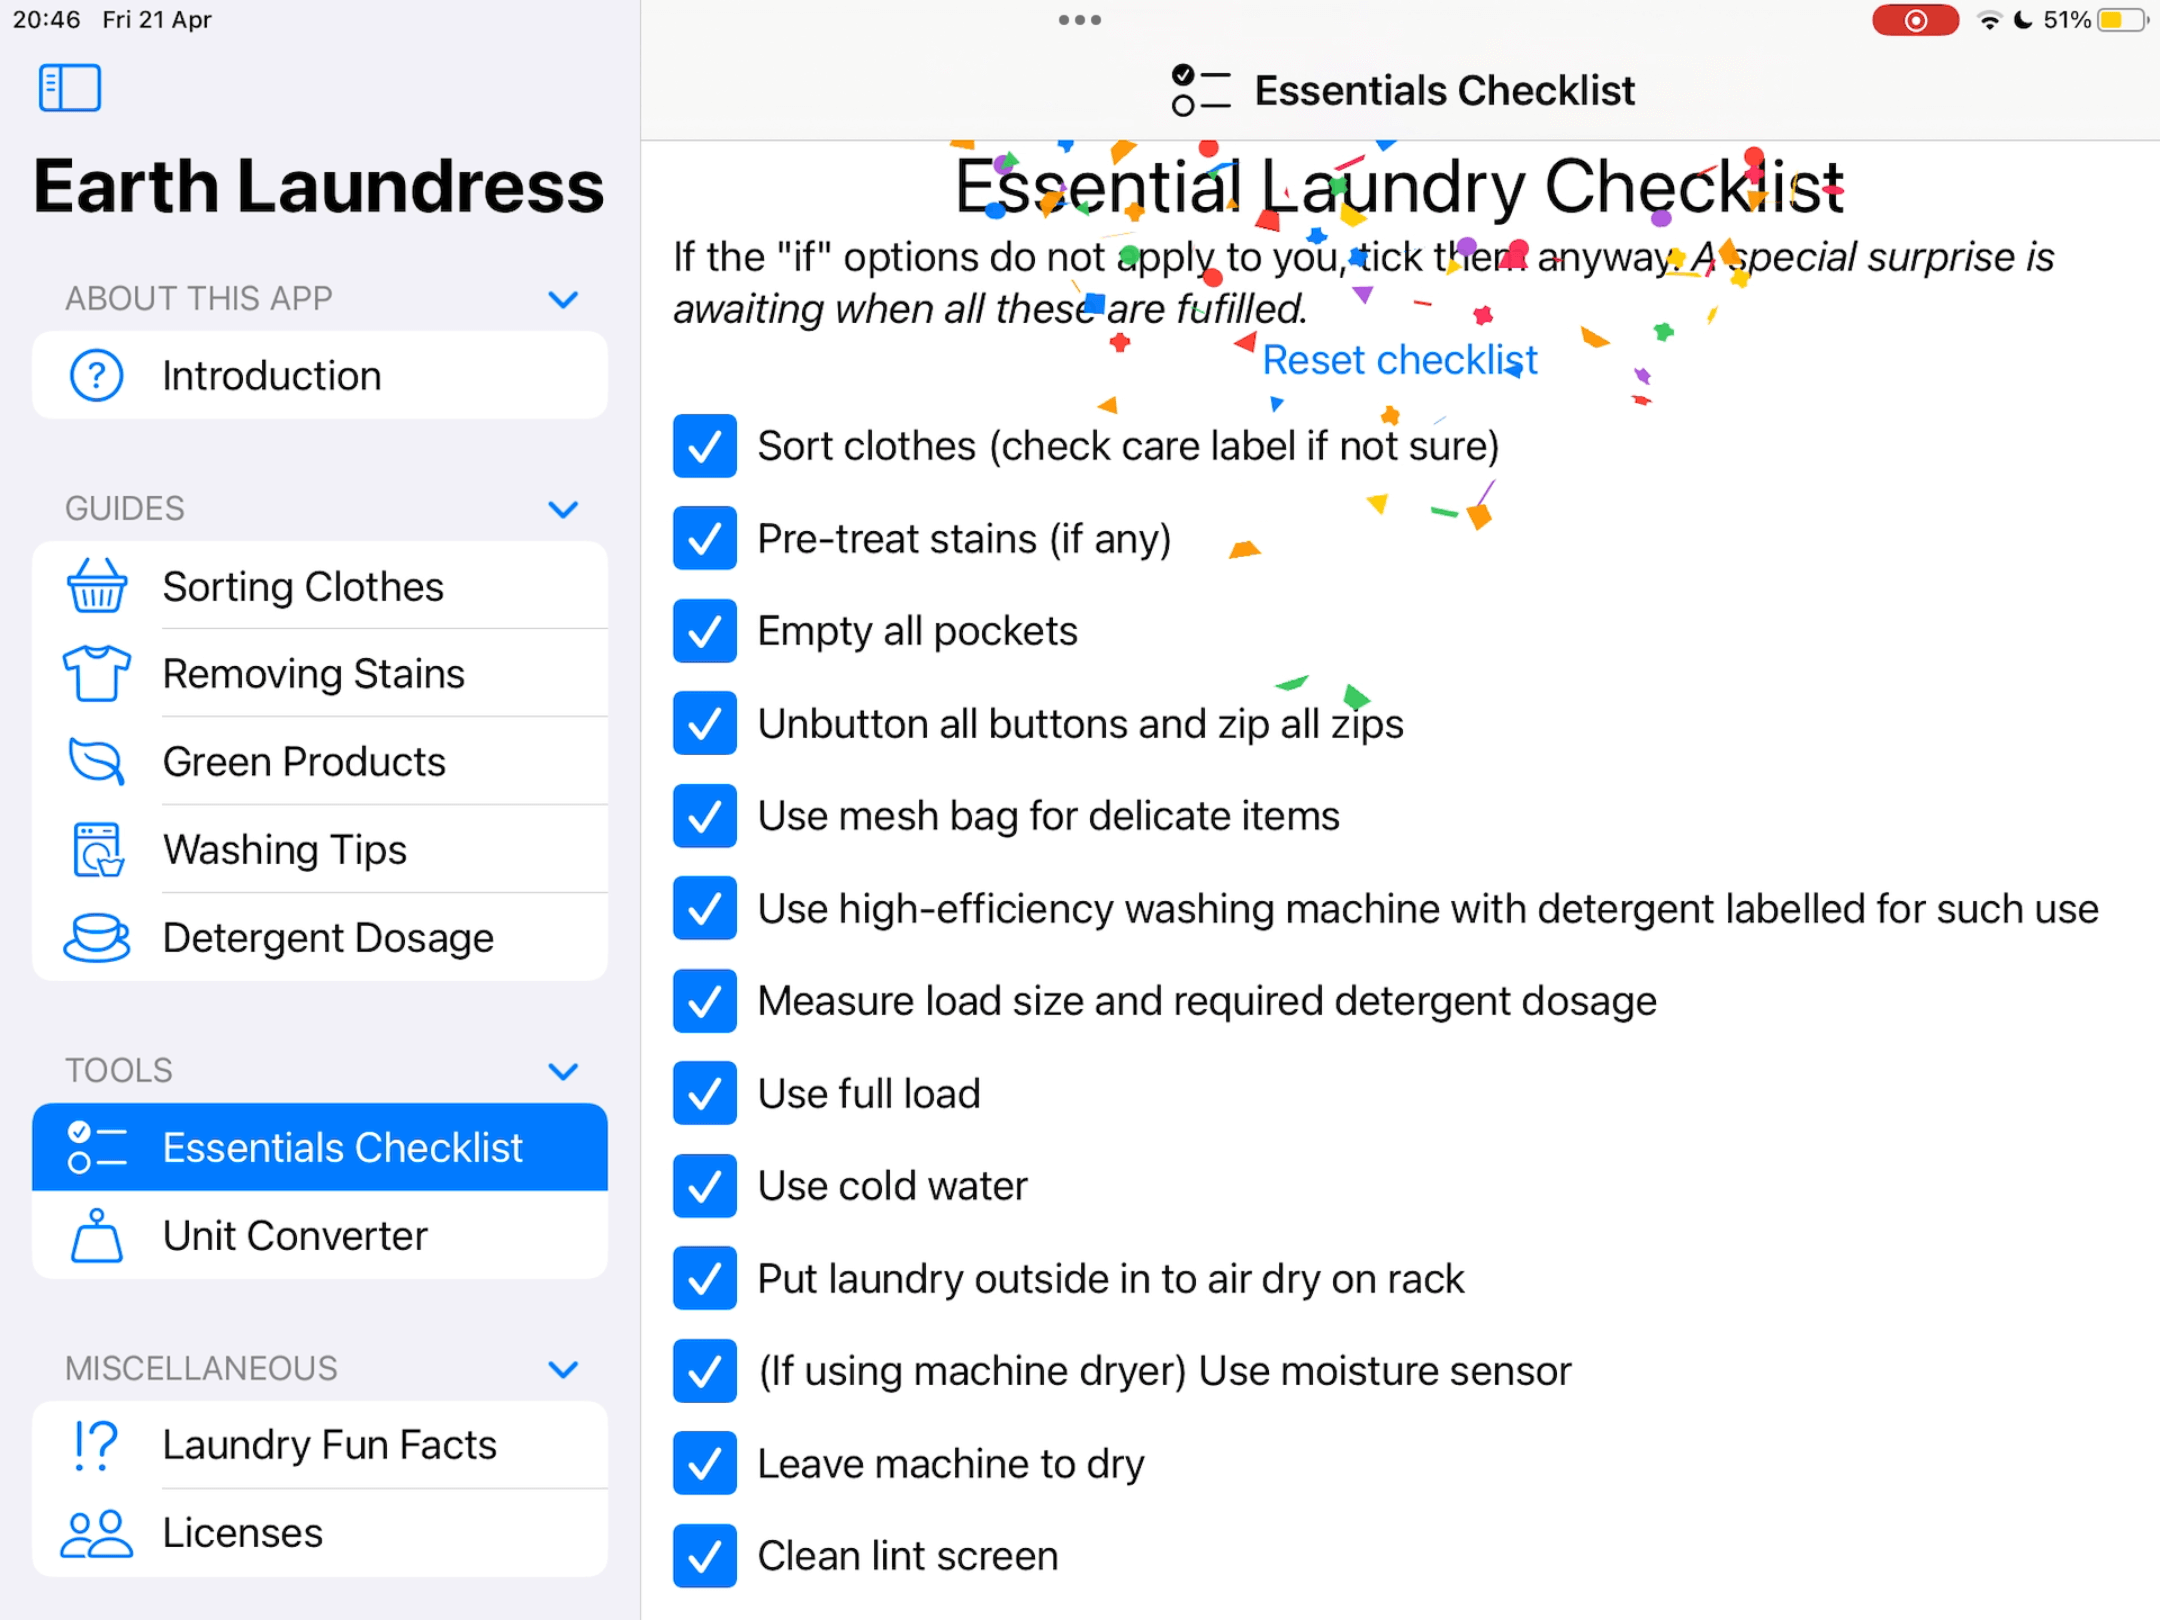 20:46 Fri 21 Apr
51%
Earth Laundress
ABOUT THIS APP
Introduction
GUIDES
Sorting Clothes
Removing Stains
Green Products
Washing Tips
Detergent Dosage
TOOLS
Essentials Checklist
Unit Converter
MISCELLANEOUS
Laundry Fun Facts
Licenses
Essentials Checklist
Essential Laundry Checklist
If the "if" options do not apply to you, tick them anyway. A special surprise is
awaiting when all these are fufilled.
Reset checklist
Sort clothes (check care label if not sure)
Pre-treat stains (if any)
Empty all pockets
Unbutton all buttons and zip all zips
Use mesh bag for delicate items
Use high-efficiency washing machine with detergent labelled for such use
Measure load size and required detergent dosage
Use full load
Use cold water
Put laundry outside in to air dry on rack
(If using machine dryer) Use moisture sensor
Leave machine to dry
Clean lint screen